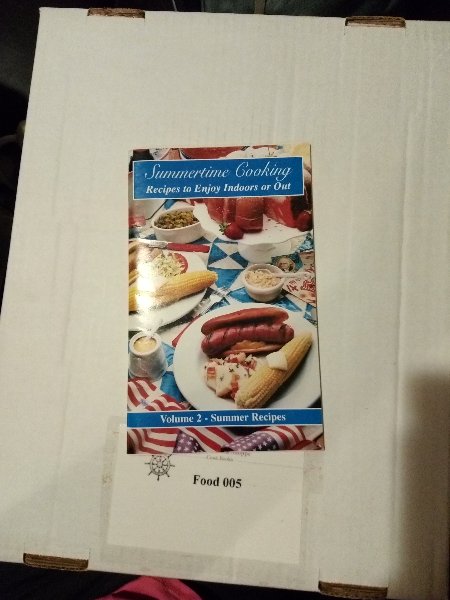 Summertime Cooking
Recipes to Enjoy Indoors or Out
Volume 2 - Summer Recipes
Food 005